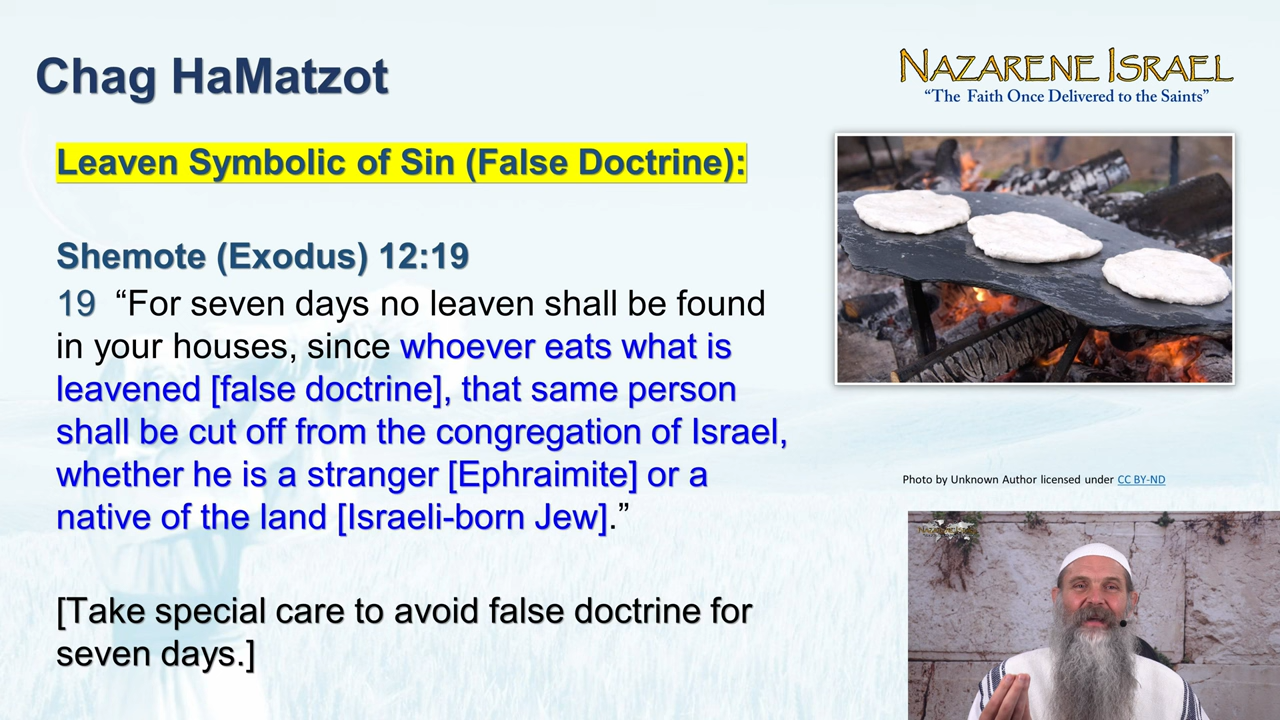 Chag HaMatzot
NAZARENE ISRAEL
“The Faith Once Delivered to the Saints”
Leaven Symbolic of Sin (False Doctrine):
Shemote (Exodus) 12:19
19 “For seven days no leaven shall be found
in your houses, since whoever eats what is
leavened [false doctrine], that same person
shall be cut off from the congregation of Israel,
whether he is a stranger [Ephraimite] or a
native of the land [Israeli-born Jew].”
[Take special care to avoid false doctrine for
seven days.]
Photo by Unknown Author licensed under CC BY-ND